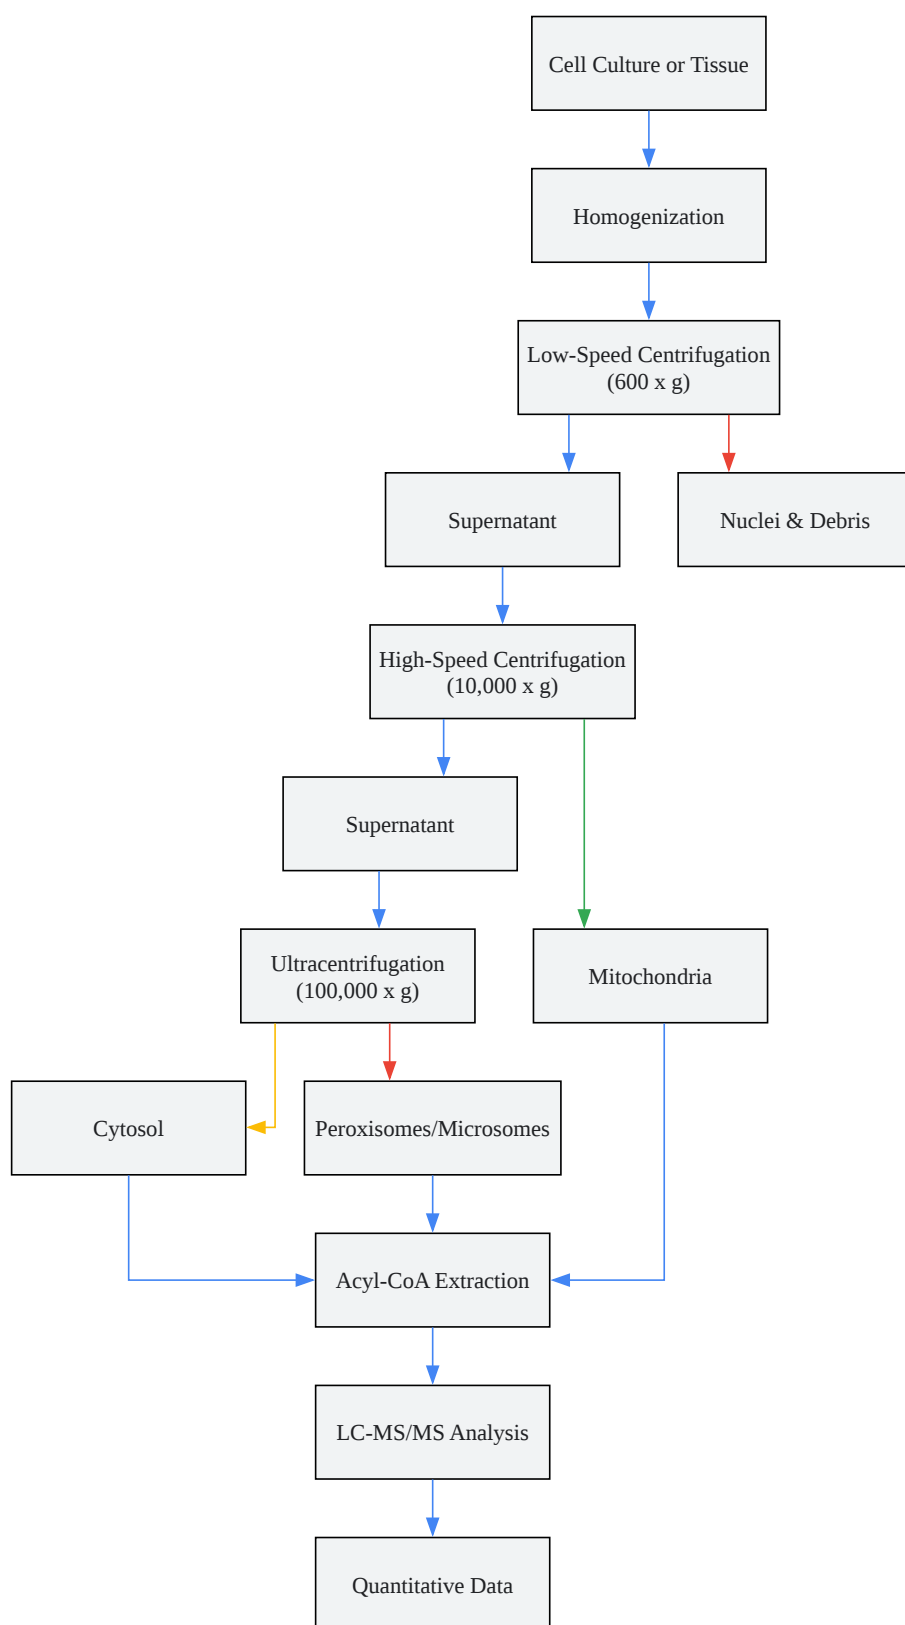 Cell Culture or Tissue
Homogenization
Low-Speed Centrifugation
(600 x g)
Supernatant
Nuclei & Debris
High-Speed Centrifugation
(10,000 x g)
Supernatant
Ultracentrifugation
(100,000 x g)
Mitochondria
Cytosol
Peroxisomes/Microsomes
Acyl-CoA Extraction
LC-MS/MS Analysis
Quantitative Data